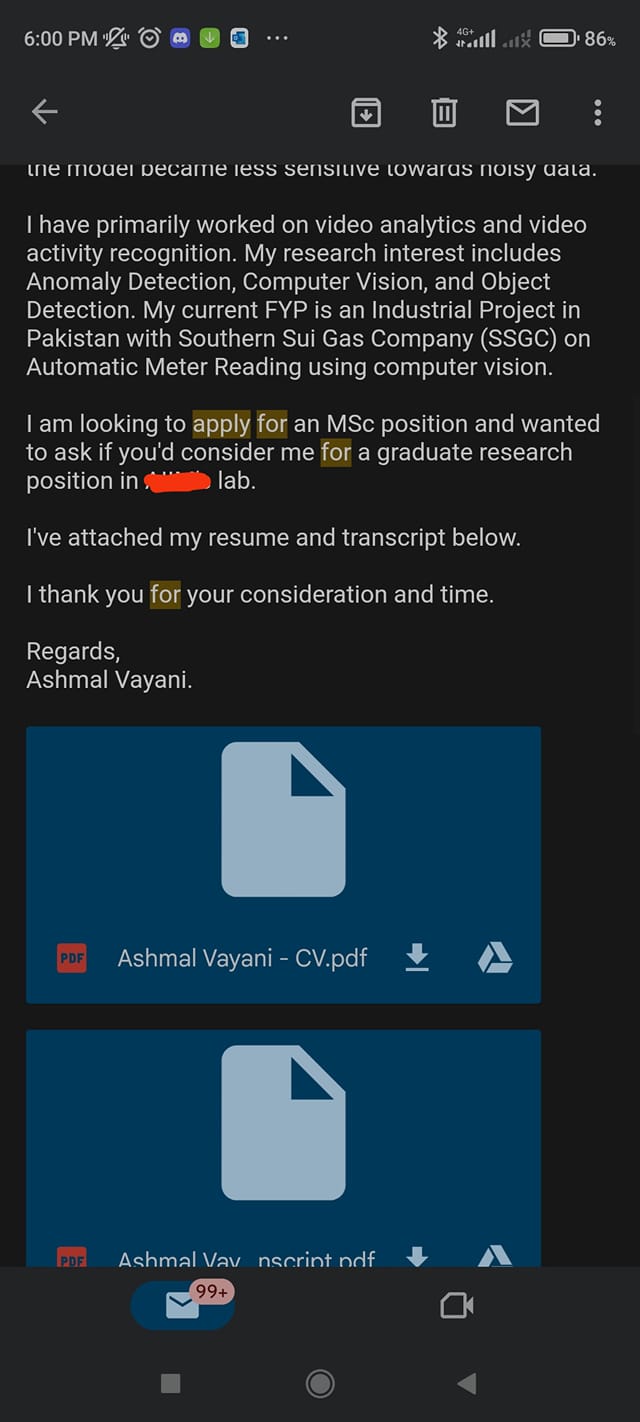 6:00 PM 4G+ 86%
the model became less sensitive towards noisy data.
I have primarily worked on video analytics and video
activity recognition. My research interest includes
Anomaly Detection, Computer Vision, and Object
Detection. My current FYP is an Industrial Project in
Pakistan with Southern Sui Gas Company (SSGC) on
Automatic Meter Reading using computer vision.
I am looking to apply for an MSc position and wanted
to ask if you'd consider me for a graduate research
position in lab.
I've attached my resume and transcript below.
I thank you for your consideration and time.
Regards,
Ashmal Vayani.
PDF Ashmal Vayani - CV.pdf
PDF Ashmal Vay...nscript.pdf
99+